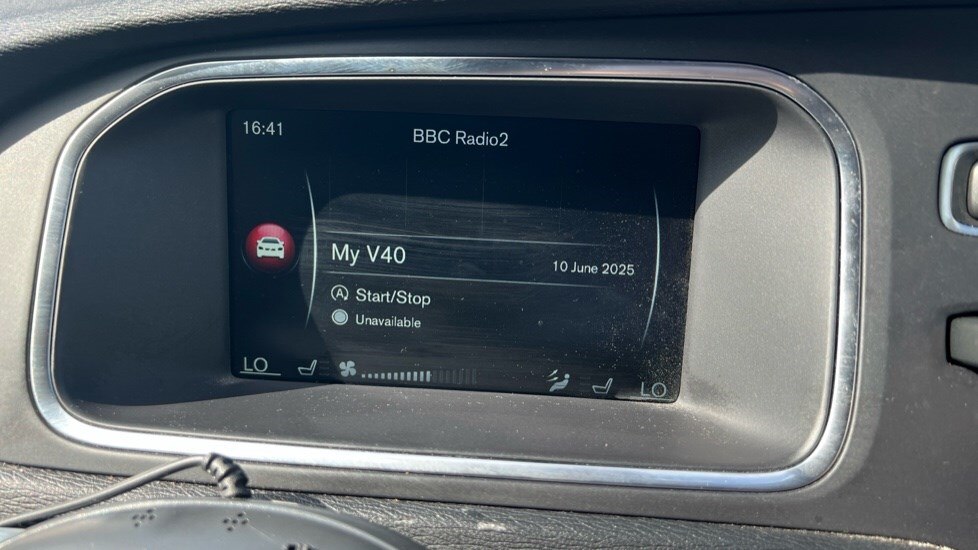 16:41
BBC Radio2
My V40
10 June 2025
A Start/Stop
Unavailable
LO
LO